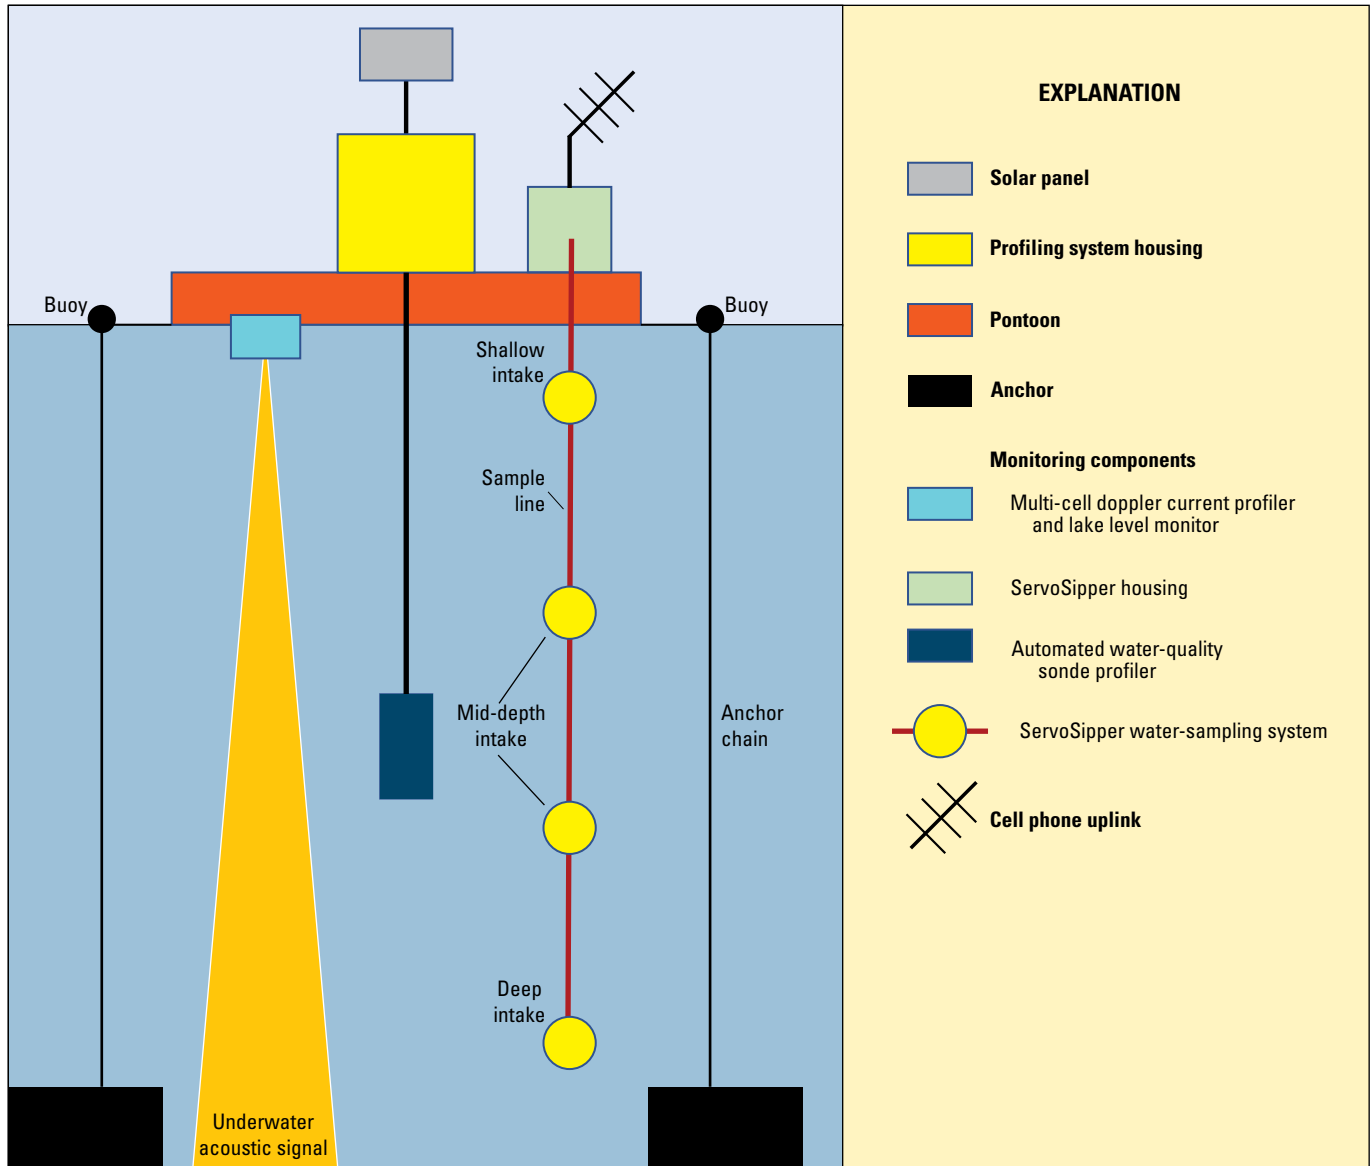 Buoy
Buoy
Shallow
intake
Sample
line
Mid-depth
intake
Anchor
chain
Deep
intake
Underwater
acoustic signal
EXPLANATION
Solar panel
Profiling system housing
Pontoon
Anchor
Monitoring components
Multi-cell doppler current profiler
and lake level monitor
ServoSipper housing
Automated water-quality
sonde profiler
ServoSipper water-sampling system
Cell phone uplink